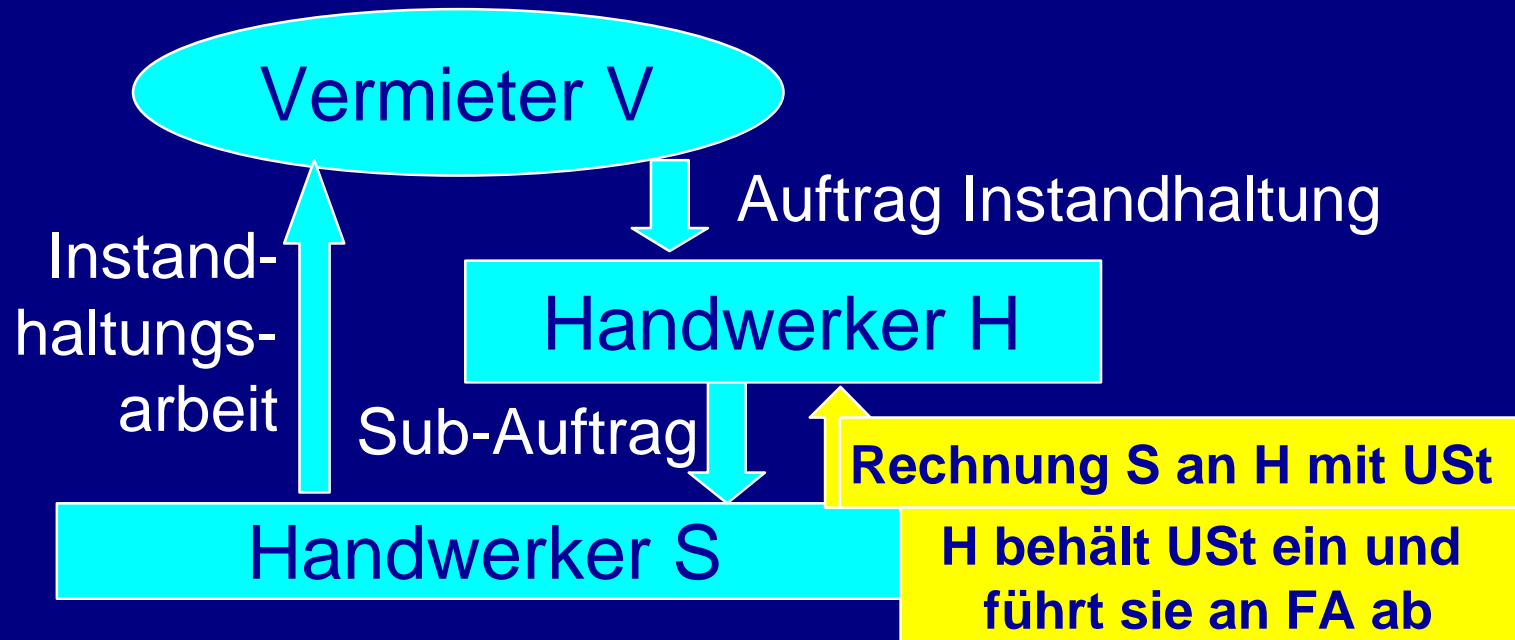 Vermieter V
Auftrag Instandhaltung
Instand-
haltungs-
arbeit
Handwerker H
Sub-Auftrag
Rechnung S an H mit USt
Handwerker S
H behält USt ein und
führt sie an FA ab